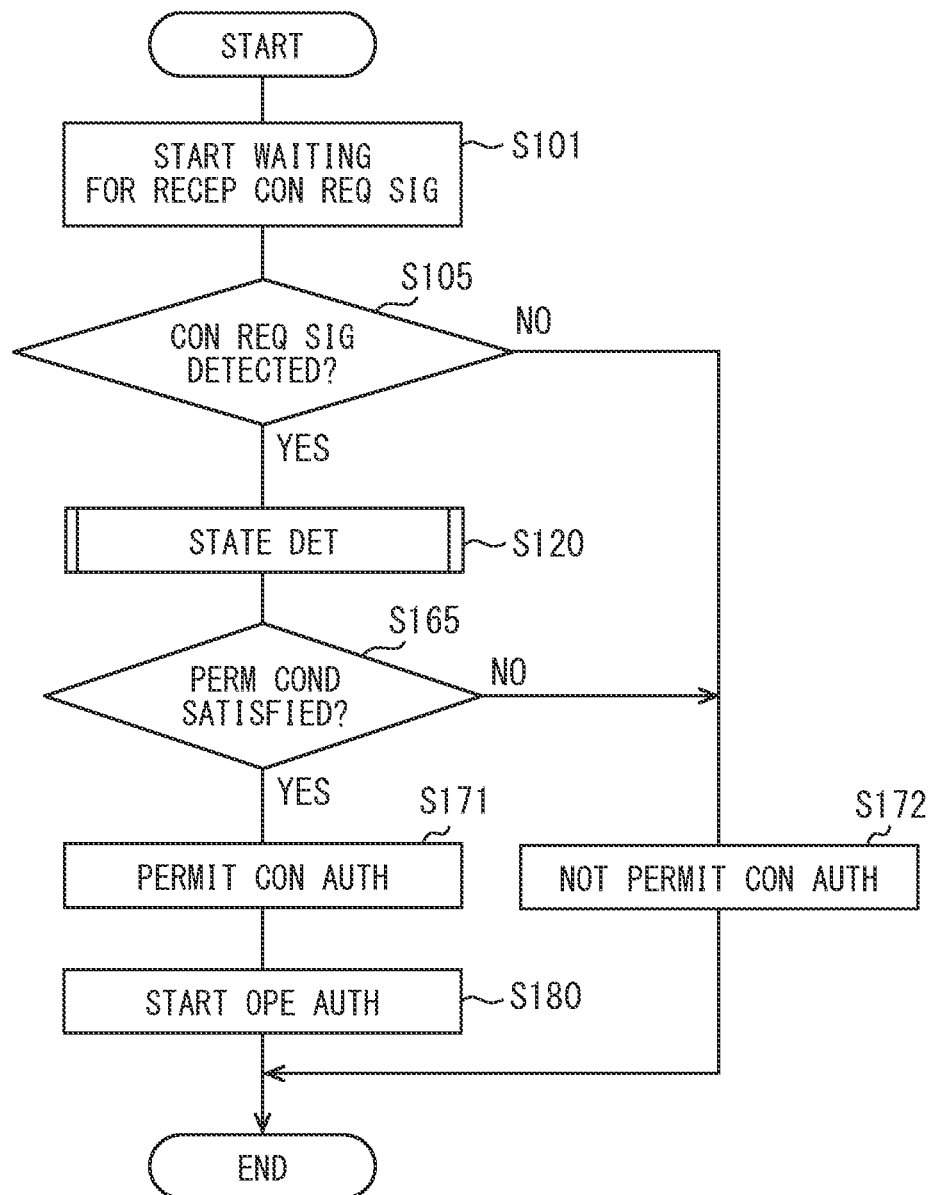 START
START WAITING
FOR RECEP CON REQ SIG
S101
S105
CON REQ SIG
DETECTED?
NO
YES
STATE DET
S120
S165
PERM COND
SATISFIED?
NO
YES
S171
PERMIT CON AUTH
S172
NOT PERMIT CON AUTH
START OPE AUTH
S180
END